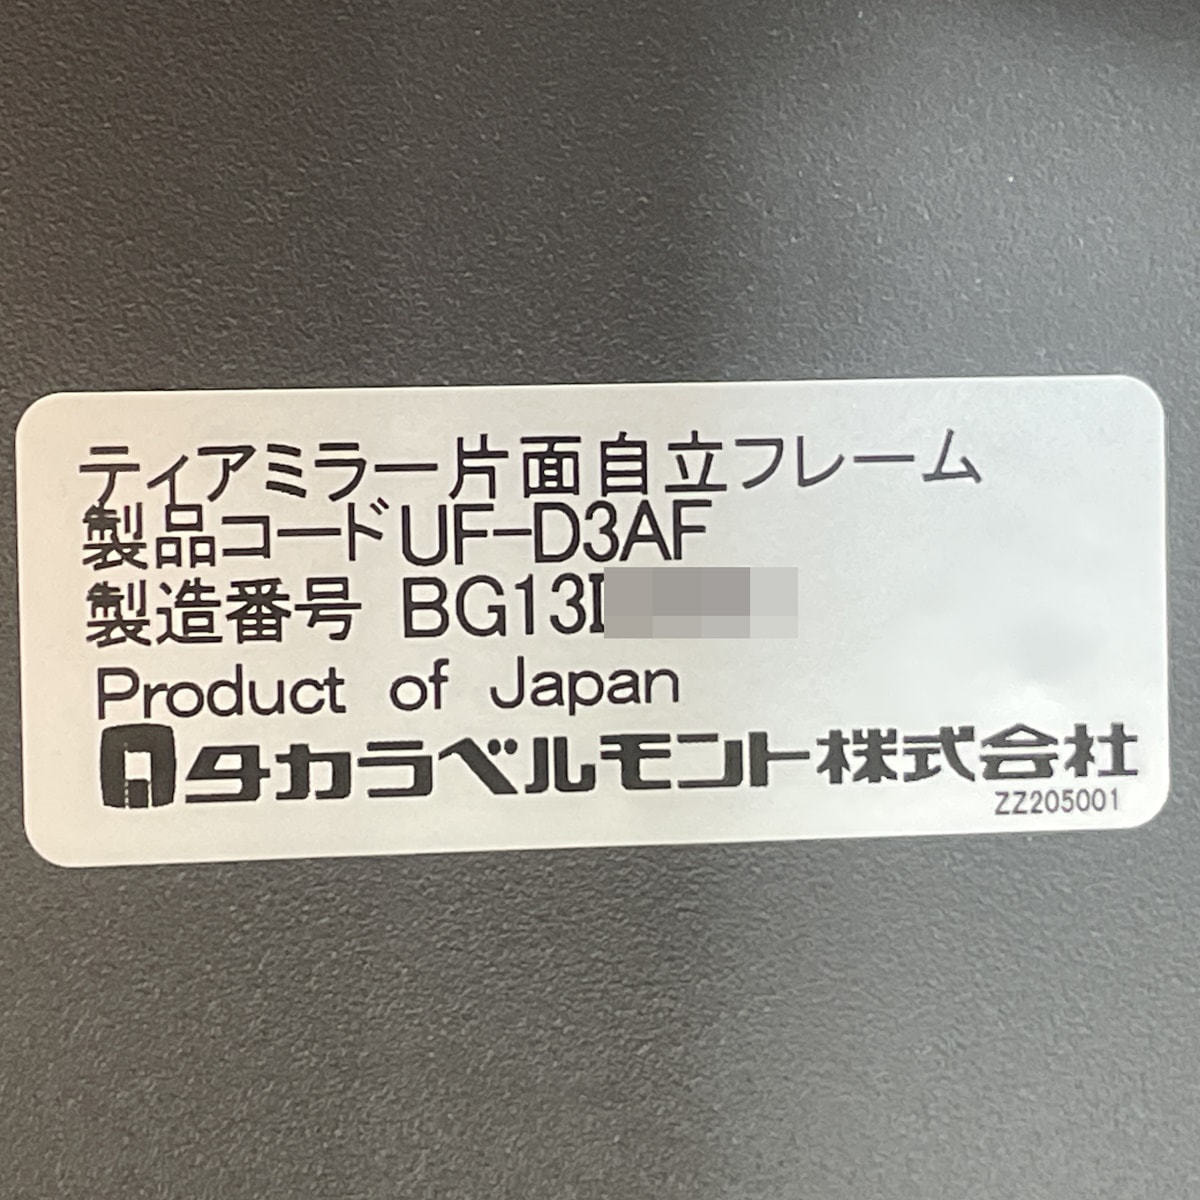 ティアミラー片面自立フレーム
製品コードUF-D3AF
製造番号 BG13
Product of Japan
タカラベルモント株式会社
ZZ205001